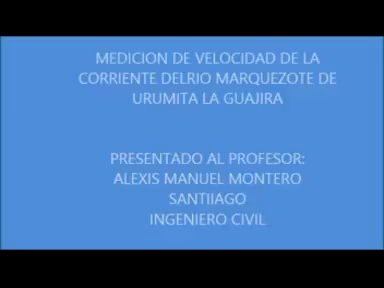 MEDICION DE VELOCIDAD DE LA
CORRIENTE DELRIO MARQUEZOTE DE
URUMITA LA GUAJIRA
PRESENTADO AL PROFESOR:
ALEXIS MANUEL MONTERO
SANTIIAGO
INGENIERO CIVIL